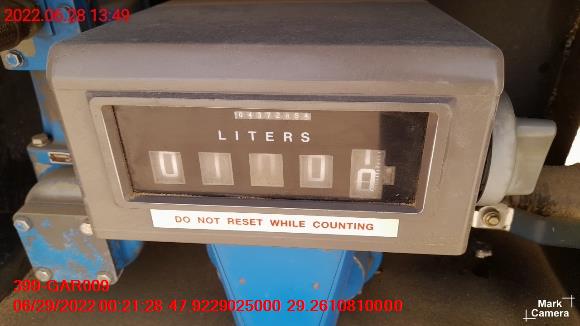 2022.06.28 13:49
LITERS
0 1 1 0
DO NOT RESET WHILE COUNTING
399-GAR009
06/29/2022 00:21:28 47.9229025000 29.2610810000
Mark
Camera